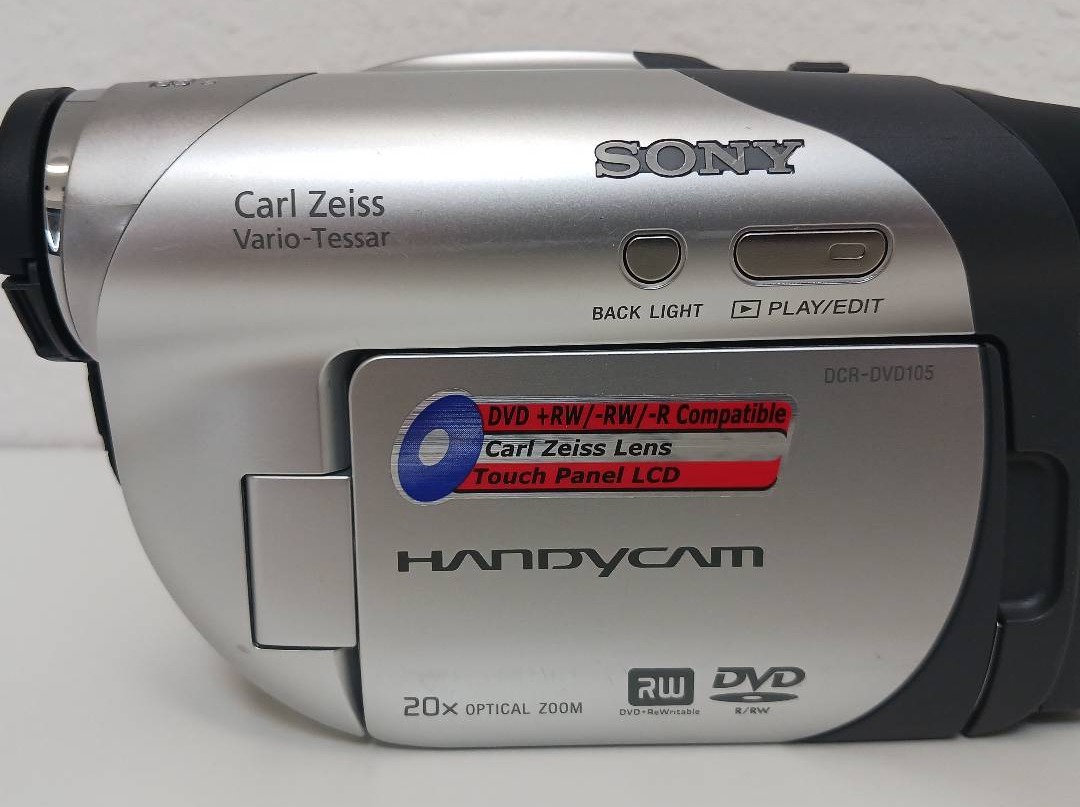 SONY
Carl Zeiss
Vario-Tessar
BACK LIGHT
PLAY/EDIT
DCR-DVD105
DVD +RW/-RW/-R Compatible
Carl Zeiss Lens
Touch Panel LCD
HANDYCAM
20x OPTICAL ZOOM
RW
DVD+ReWritable
DVD
R/RW